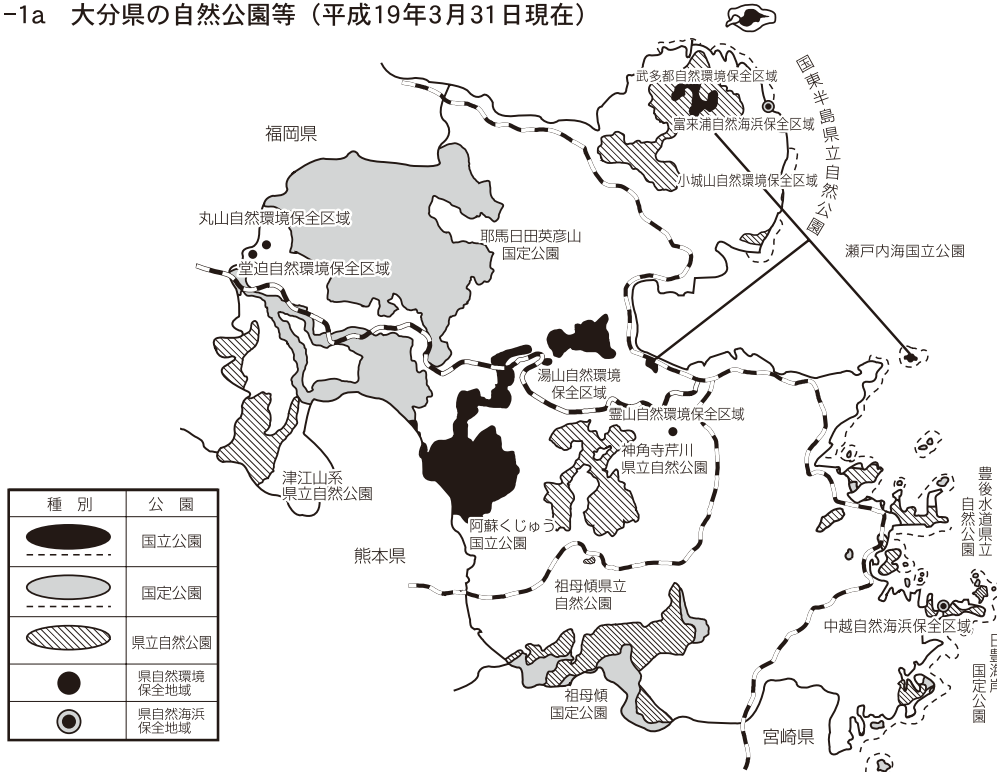 -1a　大分県の自然公園等（平成19年3月31日現在）
武多都自然環境保全区域
国東半島県立自然公園
富来浦自然海浜保全区域
福岡県
小城山自然環境保全区域
丸山自然環境保全区域
耶馬日田英彦山
国定公園
瀬戸内海国立公園
堂迫自然環境保全区域
湯山自然環境
保全区域
霊山自然環境保全区域
神角寺芹川
県立自然公園
津江山系
県立自然公園
豊後水道県立
自然公園
阿蘇くじゅう
国立公園
熊本県
祖母傾県立
自然公園
中越自然海浜保全区域
日豊海岸
国定公園
祖母傾
国定公園
宮崎県
種　別　公　園
国立公園
国定公園
県立自然公園
県自然環境
保全地域
県自然海浜
保全地域